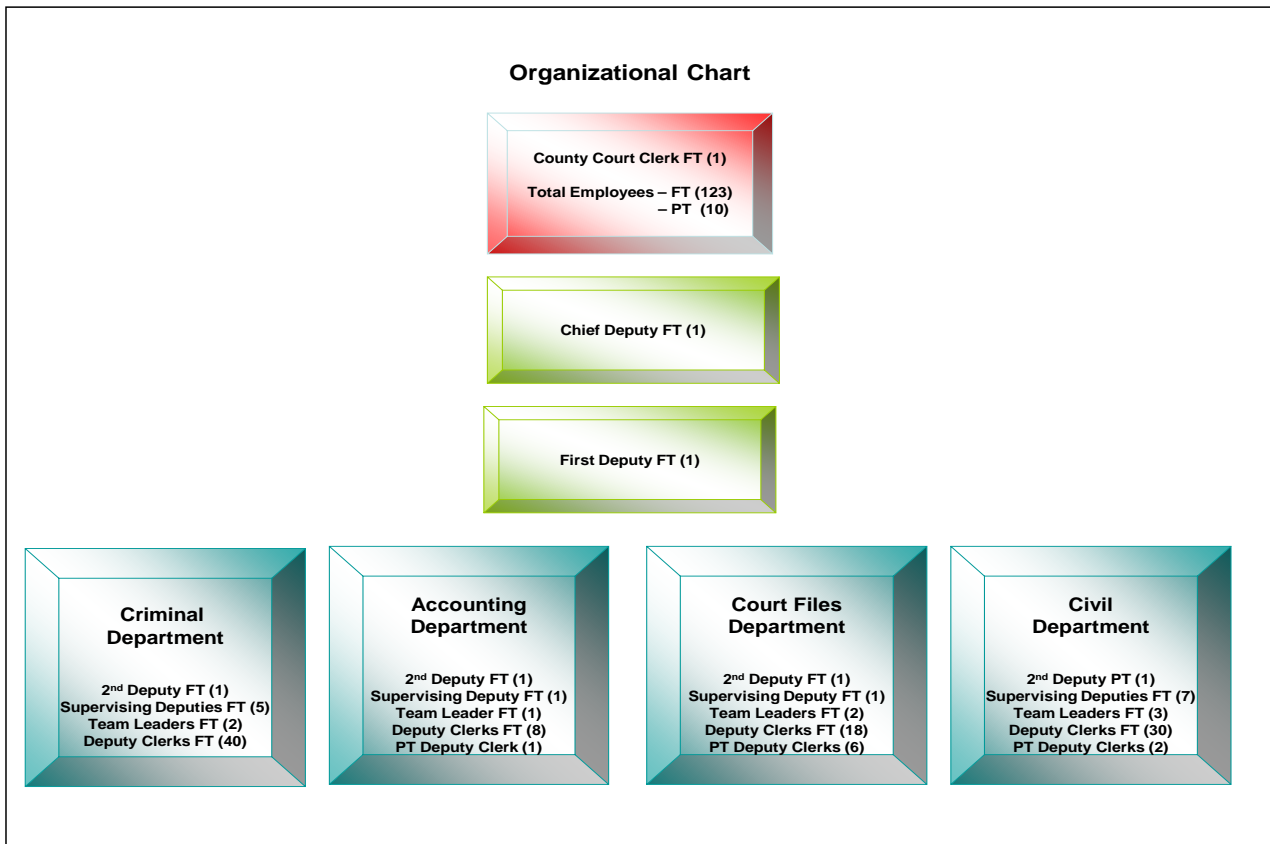 Organizational Chart
County Court Clerk FT (1)
Total Employees – FT (123)
– PT (10)
Chief Deputy FT (1)
First Deputy FT (1)
Criminal
Department
2nd Deputy FT (1)
Supervising Deputies FT (5)
Team Leaders FT (2)
Deputy Clerks FT (40)
Accounting
Department
2nd Deputy FT (1)
Supervising Deputy FT (1)
Team Leader FT (1)
Deputy Clerks FT (8)
PT Deputy Clerk (1)
Court Files
Department
2nd Deputy FT (1)
Supervising Deputy FT (1)
Team Leaders FT (2)
Deputy Clerks FT (18)
PT Deputy Clerks (6)
Civil
Department
2nd Deputy PT (1)
Supervising Deputies FT (7)
Team Leaders FT (3)
Deputy Clerks FT (30)
PT Deputy Clerks (2)